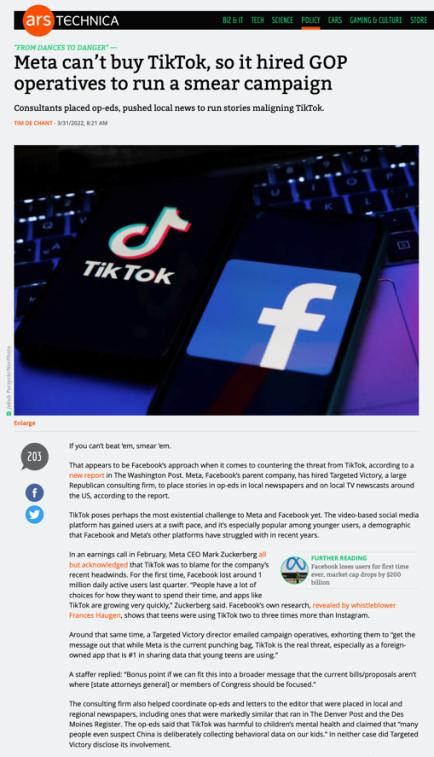 ars TECHNICA
BIZ & IT TECH SCIENCE POLICY CARS GAMING & CULTURE STORE
"FROM DANCES TO DANGER" —
Meta can't buy TikTok, so it hired GOP
operatives to run a smear campaign
Consultants placed op-eds, pushed local news to run stories maligning TikTok.
TIM DE CHANT - 3/31/2022, 8:21 AM
TikTok
f
Jakub Porzycki/NurPhoto
Enlarge
203
If you can't beat 'em, smear 'em.
That appears to be Facebook's approach when it comes to countering the threat from TikTok, according to a
new report in The Washington Post. Meta, Facebook's parent company, has hired Targeted Victory, a large
Republican consulting firm, to place stories in op-eds in local newspapers and on local TV newscasts around
the US, according to the report.
TikTok poses perhaps the most existential challenge to Meta and Facebook yet. The video-based social media
platform has gained users at a swift pace, and it's especially popular among younger users, a demographic
that Facebook and Meta's other platforms have struggled with in recent years.
In an earnings call in February, Meta CEO Mark Zuckerberg all
but acknowledged that TikTok was to blame for the company's
recent headwinds. For the first time, Facebook lost around 1
million daily active users last quarter. "People have a lot of
choices for how they want to spend their time, and apps like
TikTok are growing very quickly," Zuckerberg said. Facebook's own research, revealed by whistleblower
Frances Haugen, shows that teens were using TikTok two to three times more than Instagram.
FURTHER READING
Facebook loses users for first time
ever, market cap drops by $200
billion
Around that same time, a Targeted Victory director emailed campaign operatives, exhorting them to "get the
message out that while Meta is the current punching bag, TikTok is the real threat, especially as a foreign-
owned app that is #1 in sharing data that young teens are using."
A staffer replied: "Bonus point if we can fit this into a broader message that the current bills/proposals aren't
where [state attorneys general] or members of Congress should be focused."
The consulting firm also helped coordinate op-eds and letters to the editor that were placed in local and
regional newspapers, including ones that were markedly similar that ran in The Denver Post and the Des
Moines Register. The op-eds said that TikTok was harmful to children's mental health and claimed that "many
people even suspect China is deliberately collecting behavioral data on our kids." In neither case did Targeted
Victory disclose its involvement.